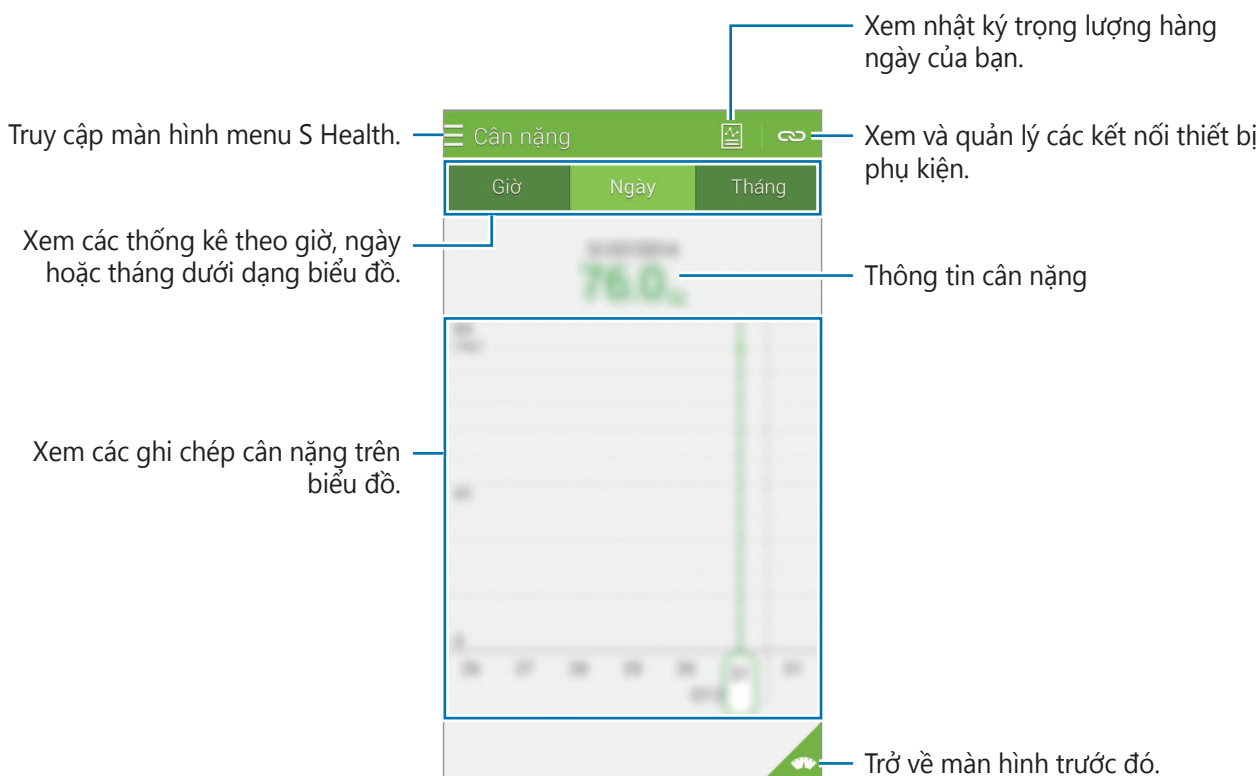 Xem nhật ký trọng lượng hàng
ngày của bạn.
Truy cập màn hình menu S Health.
Cân nặng
Xem và quản lý các kết nối thiết bị
phụ kiện.
Giờ
Ngày
Tháng
Xem các thống kê theo giờ, ngày
hoặc tháng dưới dạng biểu đồ.
76.0
Thông tin cân nặng
Xem các ghi chép cân nặng trên
biểu đồ.
Trở về màn hình trước đó.